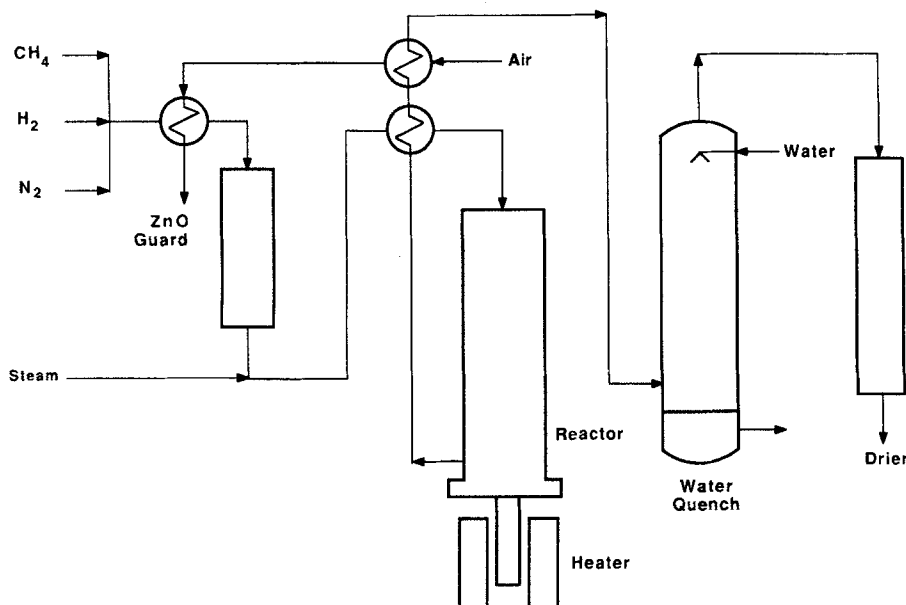 CH4
Air
H2
Water
N2
ZnO
Guard
Steam
Reactor
Drier
Water
Quench
Heater